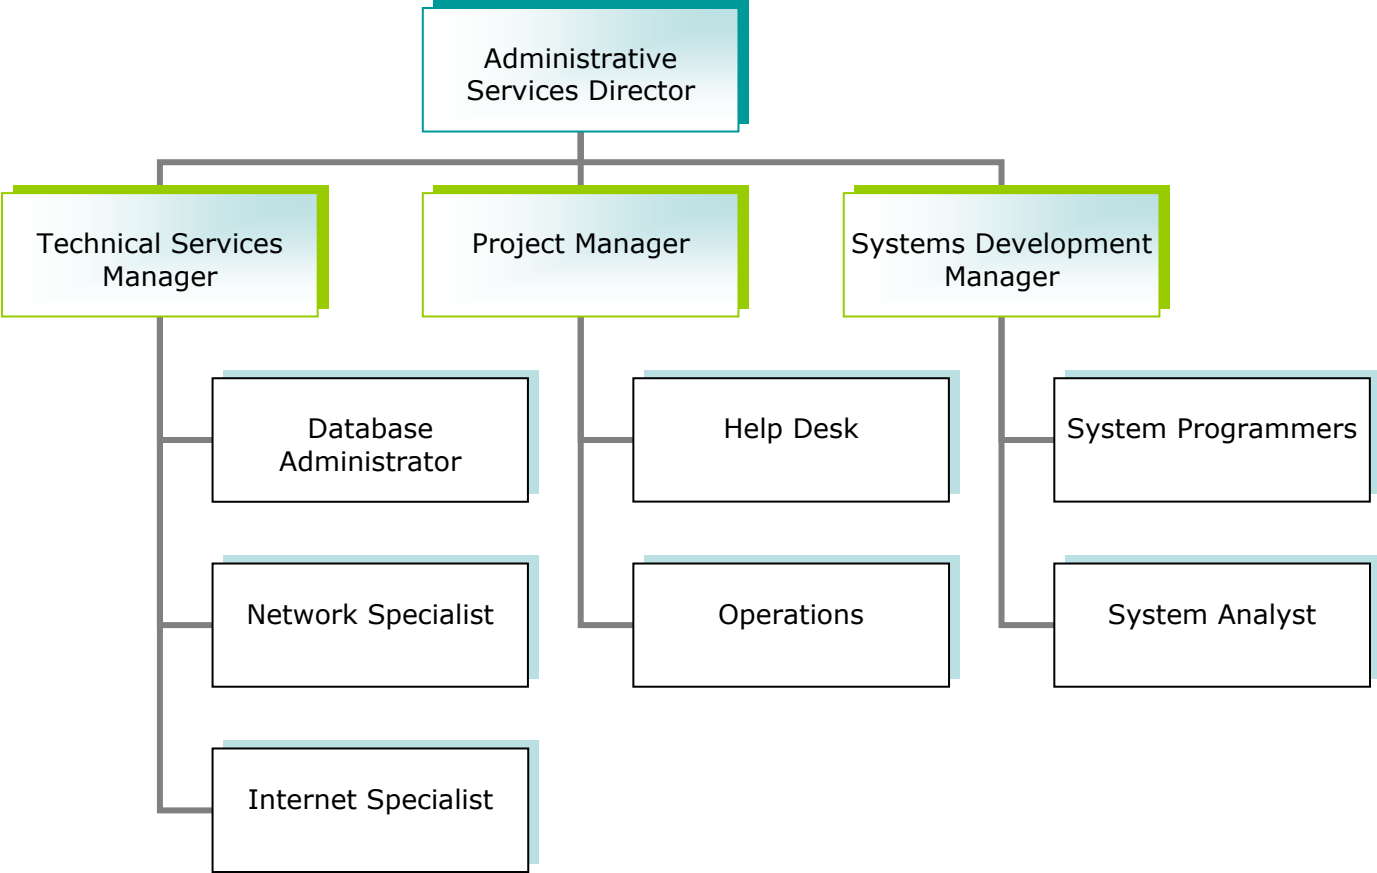 Administrative
Services Director
Technical Services
Manager
Project Manager
Systems Development
Manager
Database
Administrator
Help Desk
System Programmers
Network Specialist
Operations
System Analyst
Internet Specialist